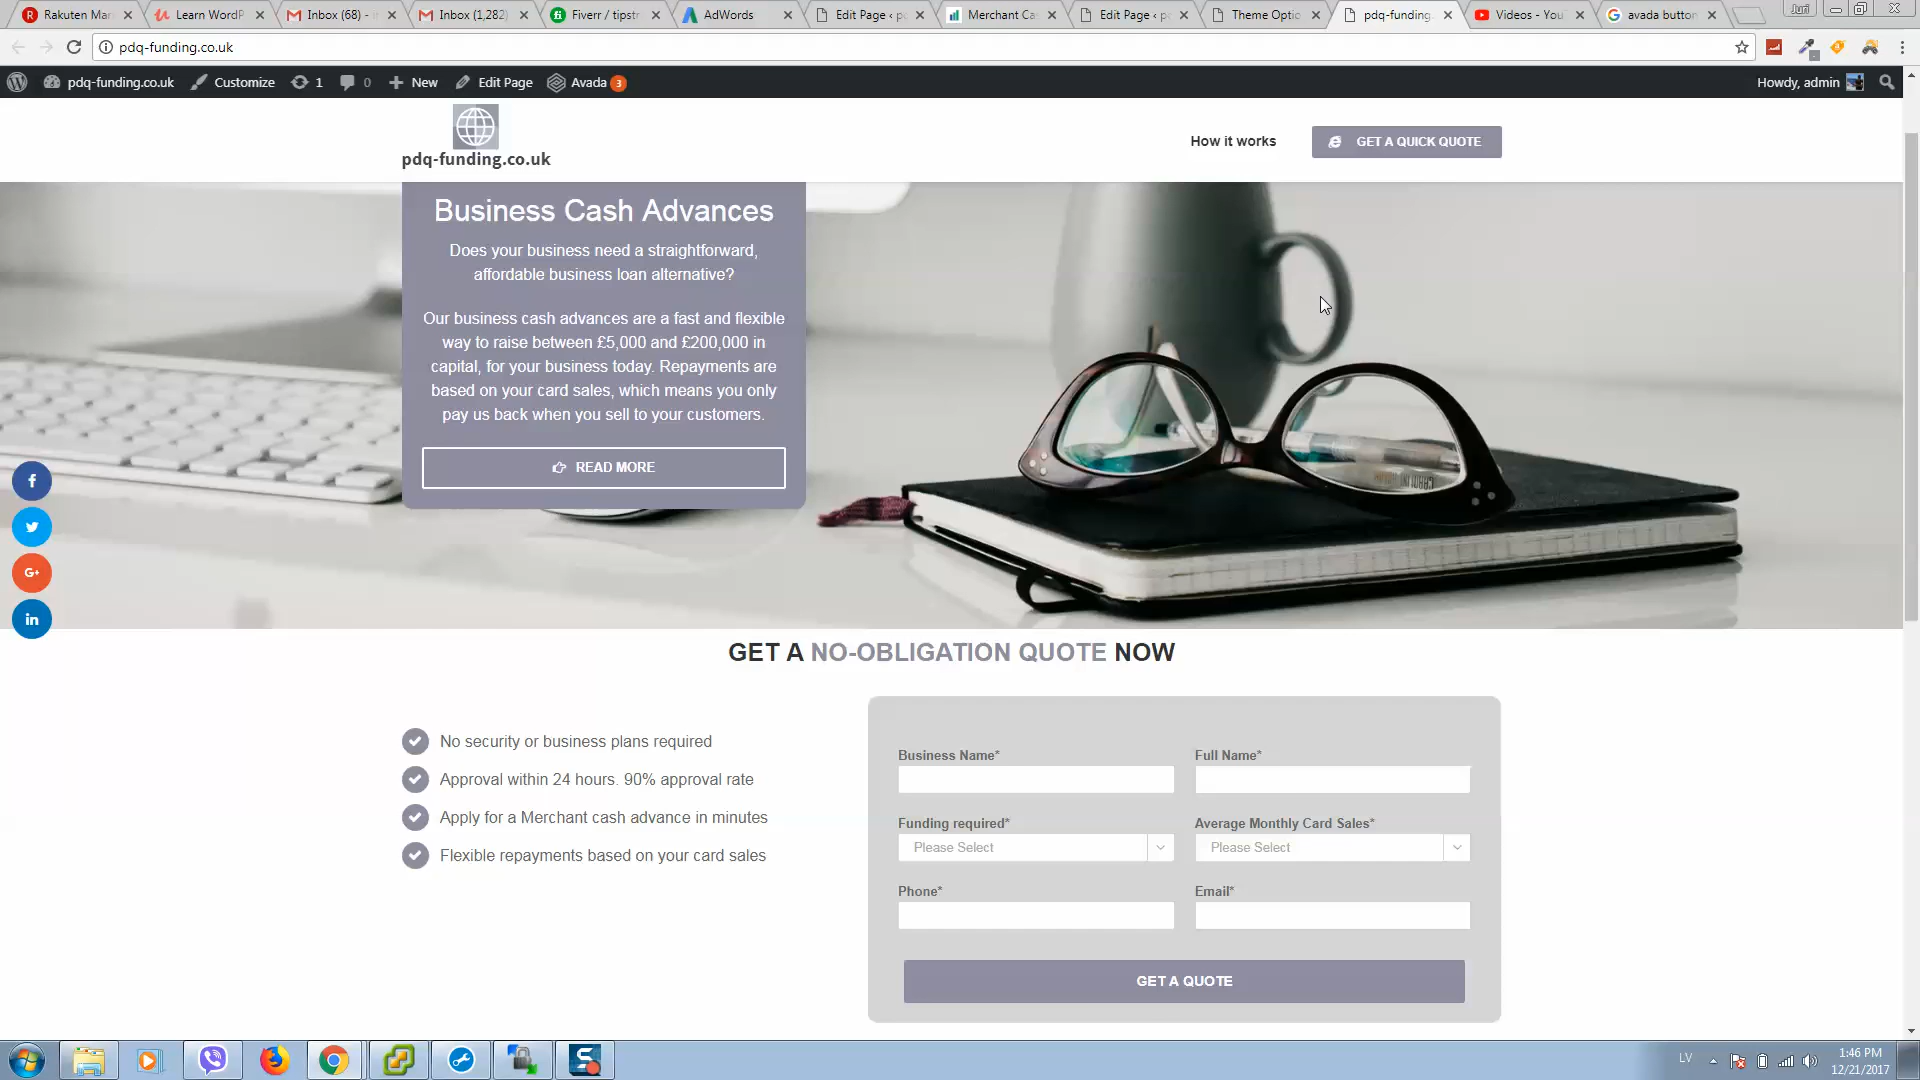 Rakuten Mar
Learn WordP
Inbox (68) - i
Inbox (1,282)
Fiverr / tipstr
AdWords
Edit Page ‹ p
Merchant Ca
Edit Page ‹ p
Theme Optio
pdq-funding.
Videos - You
avada button
Juri
pdq-funding.co.uk
pdq-funding.co.uk
Customize
1
0
New
Edit Page
Avada 3
Howdy, admin
pdq-funding.co.uk
How it works
GET A QUICK QUOTE
Business Cash Advances
Does your business need a straightforward,
affordable business loan alternative?
Our business cash advances are a fast and flexible
way to raise between £5,000 and £200,000 in
capital, for your business today. Repayments are
based on your card sales, which means you only
pay us back when you sell to your customers.
READ MORE
GET A NO-OBLIGATION QUOTE NOW
No security or business plans required
Approval within 24 hours. 90% approval rate
Apply for a Merchant cash advance in minutes
Flexible repayments based on your card sales
Business Name*
Full Name*
Funding required*
Average Monthly Card Sales*
Please Select
Please Select
Phone*
Email*
GET A QUOTE
LV
1:46 PM
12/21/2017